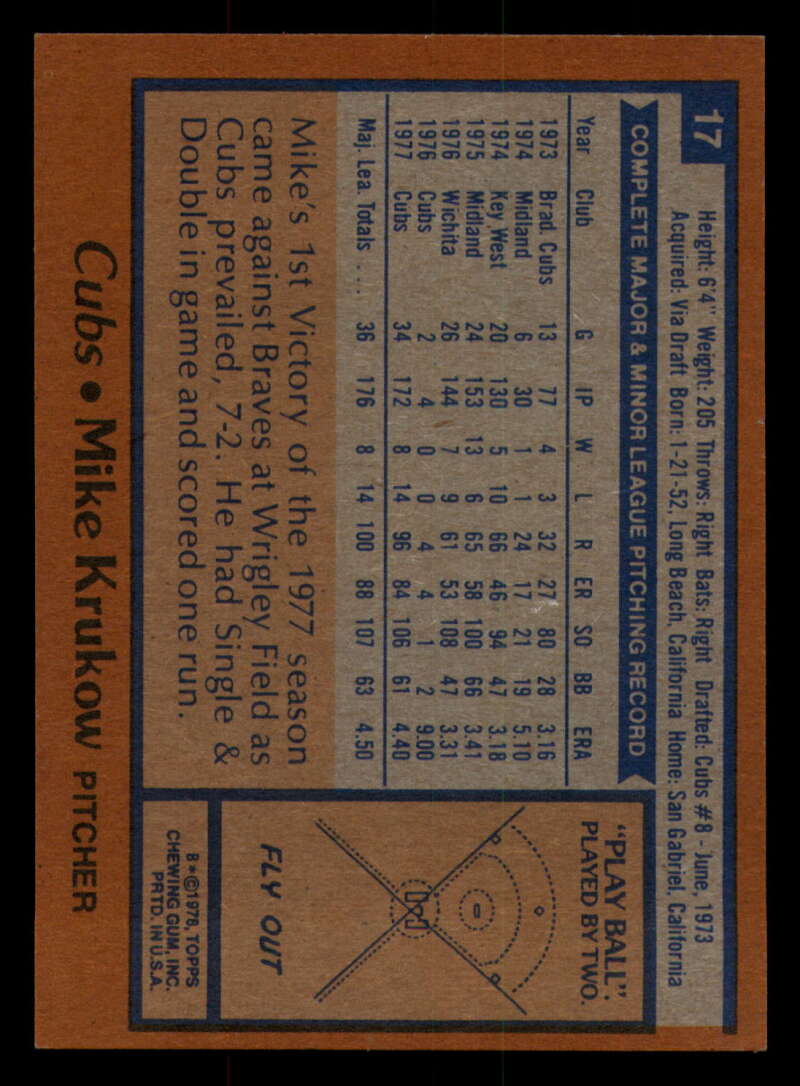 17
Height: 6'4" Weight: 205 Throws: Right Bats: Right Drafted: Cubs #8 - June, 1973
Acquired: Via Draft Born: 1-21-52, Long Beach, California Home: San Gabriel, California
COMPLETE MAJOR & MINOR LEAGUE PITCHING RECORD
Year Club G IP W L R ER SO BB ERA
1973 Brad. Cubs 13 77 4 3 32 27 80 28 3.16
1974 Midland 6 30 1 1 24 17 21 19 5.10
1974 Key West 20 130 5 10 66 46 94 47 3.18
1975 Midland 24 153 13 6 65 58 100 66 3.41
1976 Wichita 26 144 7 9 61 53 108 47 3.31
1976 Cubs 2 4 0 0 4 4 1 2 9.00
1977 Cubs 34 172 8 14 96 84 106 61 4.40
Maj. Lea. Totals .... 36 176 8 14 100 88 107 63 4.50
Mike's 1st Victory of the 1977 season
came against Braves at Wrigley Field as
Cubs prevailed, 7-2. He had Single &
Double in game and scored one run.
"PLAY BALL":
PLAYED BY TWO.
FLY OUT
B*©1978, TOPPS
CHEWING GUM, INC.
PRTD. IN U.S.A.
Cubs • Mike Krukow PITCHER